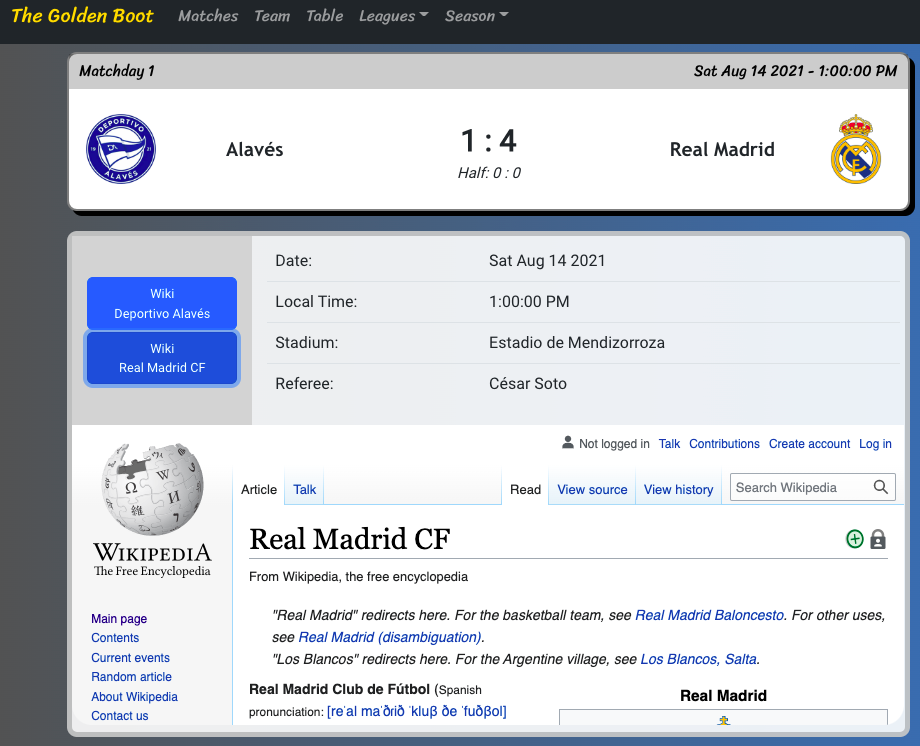 The Golden Boot Matches Team Table Leagues Season
Matchday 1 Sat Aug 14 2021 - 1:00:00 PM
DEPORTIVO
19 21
ALAVÉS
Alavés 1 : 4 Real Madrid
Half: 0 : 0
Wiki
Deportivo Alavés
Wiki
Real Madrid CF
Date: Sat Aug 14 2021
Local Time: 1:00:00 PM
Stadium: Estadio de Mendizorroza
Referee: César Soto
Not logged in Talk Contributions Create account Log in
Article Talk Read View source View history Search Wikipedia
Ω W И 維 7
WIKIPEDIA
The Free Encyclopedia
Main page
Contents
Current events
Random article
About Wikipedia
Contact us
Real Madrid CF
From Wikipedia, the free encyclopedia
"Real Madrid" redirects here. For the basketball team, see Real Madrid Baloncesto. For other uses,
see Real Madrid (disambiguation).
"Los Blancos" redirects here. For the Argentine village, see Los Blancos, Salta.
Real Madrid Club de Fútbol (Spanish
pronunciation: [reˈal maˈðɾið ˈkluβ ðe ˈfuðβol]
Real Madrid